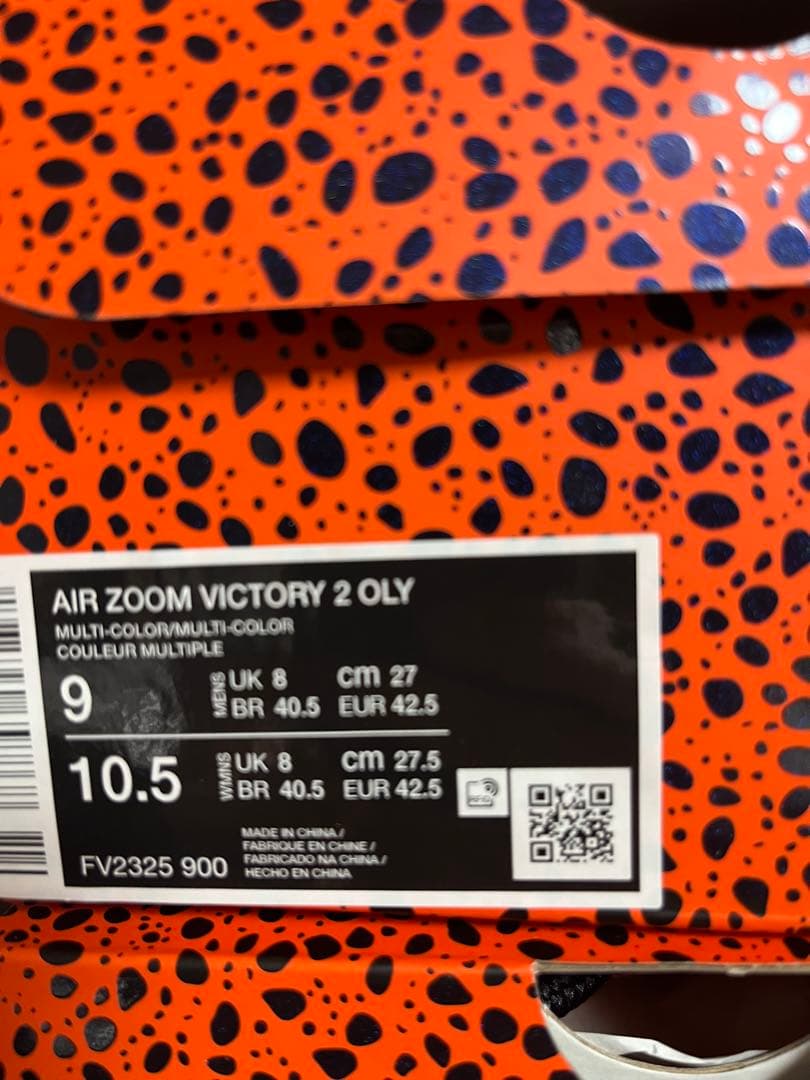 AIR ZOOM VICTORY 2 OLY
MULTI-COLOR/MULTI-COLOR
COULEUR MULTIPLE
9 MENS UK 8 cm 27
BR 40.5 EUR 42.5
10.5 WMNS UK 8 cm 27.5
BR 40.5 EUR 42.5
RFID
FV2325 900
MADE IN CHINA /
FABRIQUE EN CHINE /
FABRICADO NA CHINA /
HECHO EN CHINA